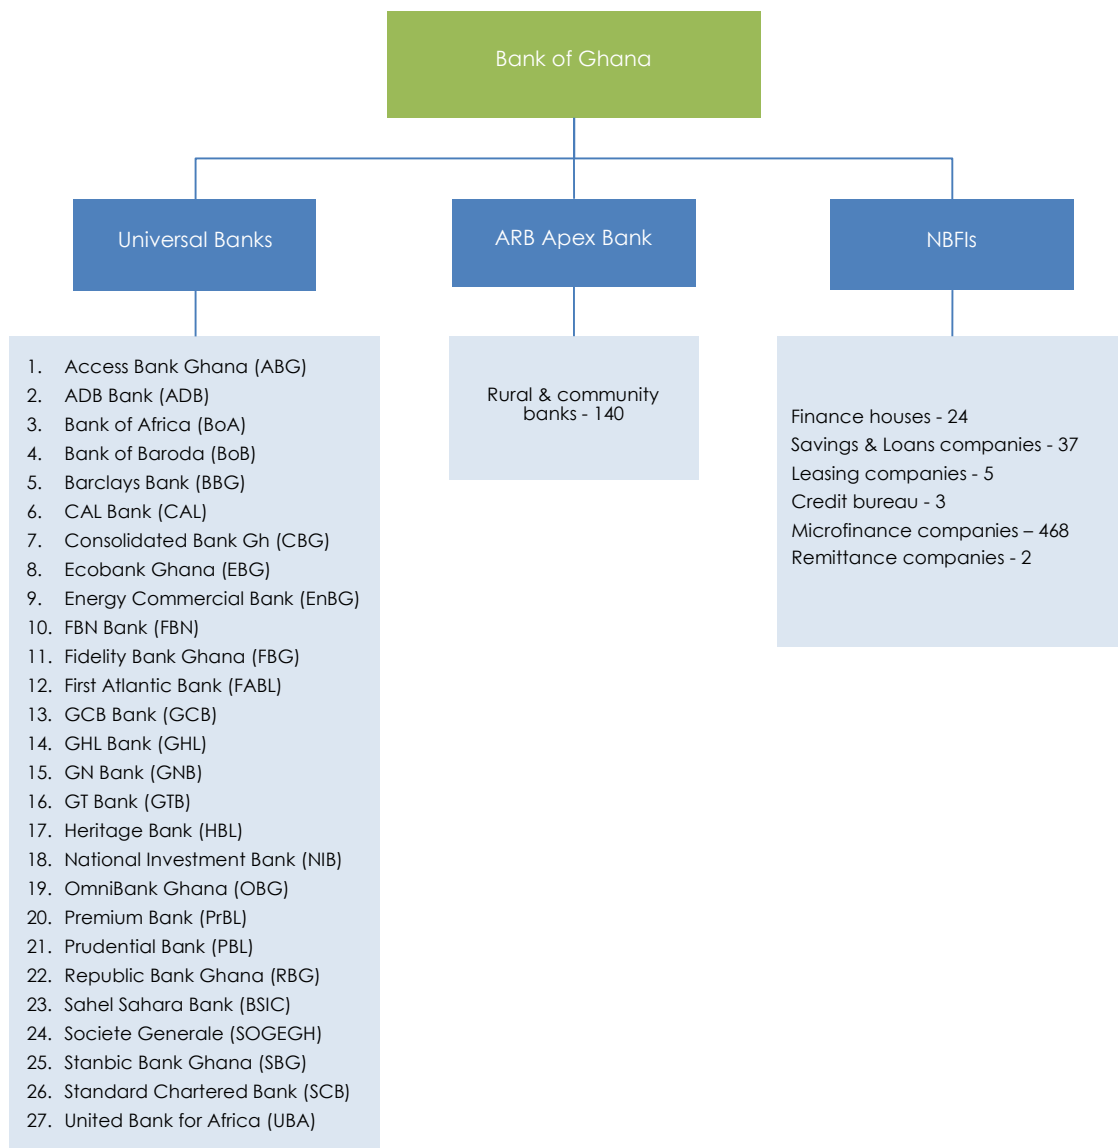 Bank of Ghana
Universal Banks
ARB Apex Bank
NBFIs
1. Access Bank Ghana (ABG)
2. ADB Bank (ADB)
3. Bank of Africa (BoA)
4. Bank of Baroda (BoB)
5. Barclays Bank (BBG)
6. CAL Bank (CAL)
7. Consolidated Bank Gh (CBG)
8. Ecobank Ghana (EBG)
9. Energy Commercial Bank (EnBG)
10. FBN Bank (FBN)
11. Fidelity Bank Ghana (FBG)
12. First Atlantic Bank (FABL)
13. GCB Bank (GCB)
14. GHL Bank (GHL)
15. GN Bank (GNB)
16. GT Bank (GTB)
17. Heritage Bank (HBL)
18. National Investment Bank (NIB)
19. OmniBank Ghana (OBG)
20. Premium Bank (PrBL)
21. Prudential Bank (PBL)
22. Republic Bank Ghana (RBG)
23. Sahel Sahara Bank (BSIC)
24. Societe Generale (SOGEGH)
25. Stanbic Bank Ghana (SBG)
26. Standard Chartered Bank (SCB)
27. United Bank for Africa (UBA)
Rural & community
banks - 140
Finance houses - 24
Savings & Loans companies - 37
Leasing companies - 5
Credit bureau - 3
Microfinance companies – 468
Remittance companies - 2